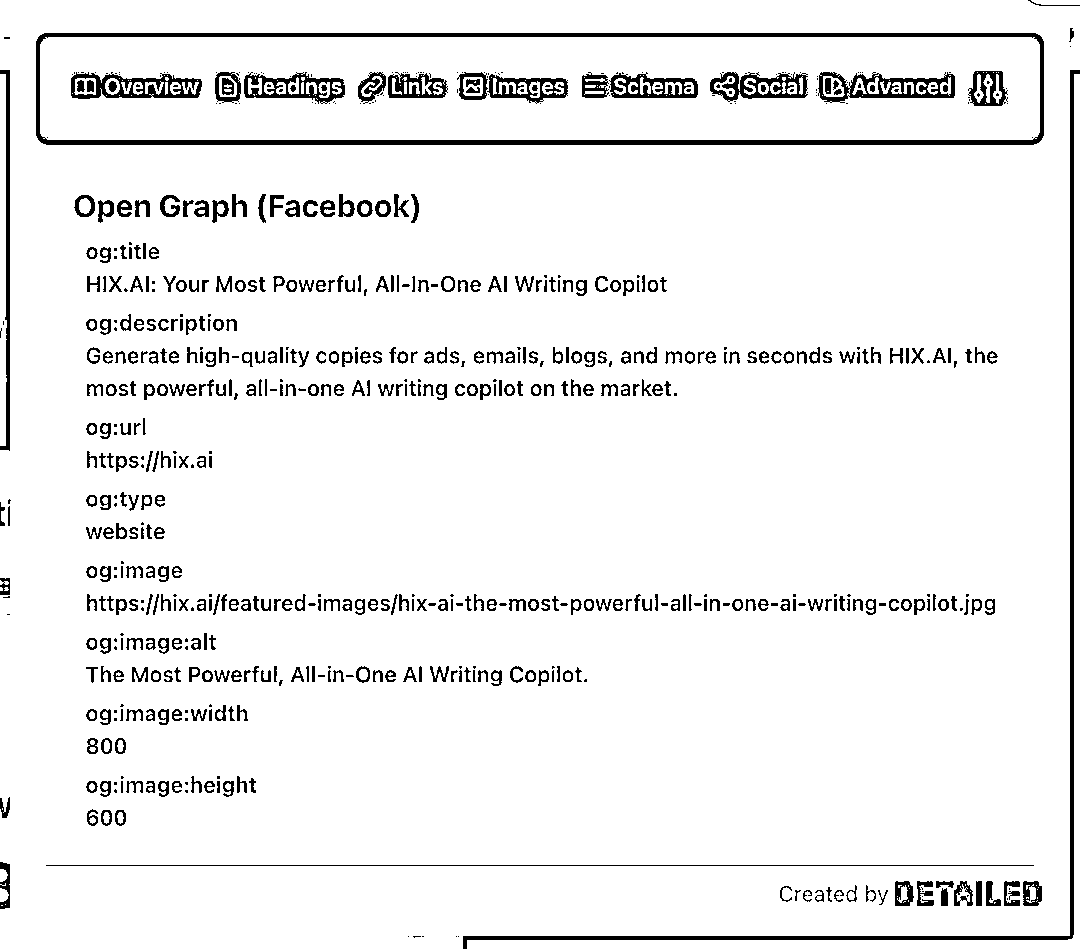 Overview Headings Links Images Schema Social Advanced
Open Graph (Facebook)
og:title
HIX.AI: Your Most Powerful, All-In-One AI Writing Copilot
og:description
Generate high-quality copies for ads, emails, blogs, and more in seconds with HIX.AI, the
most powerful, all-in-one AI writing copilot on the market.
og:url
https://hix.ai
og:type
website
og:image
https://hix.ai/featured-images/hix-ai-the-most-powerful-all-in-one-ai-writing-copilot.jpg
og:image:alt
The Most Powerful, All-in-One AI Writing Copilot.
og:image:width
800
og:image:height
600
Created by DETAILED